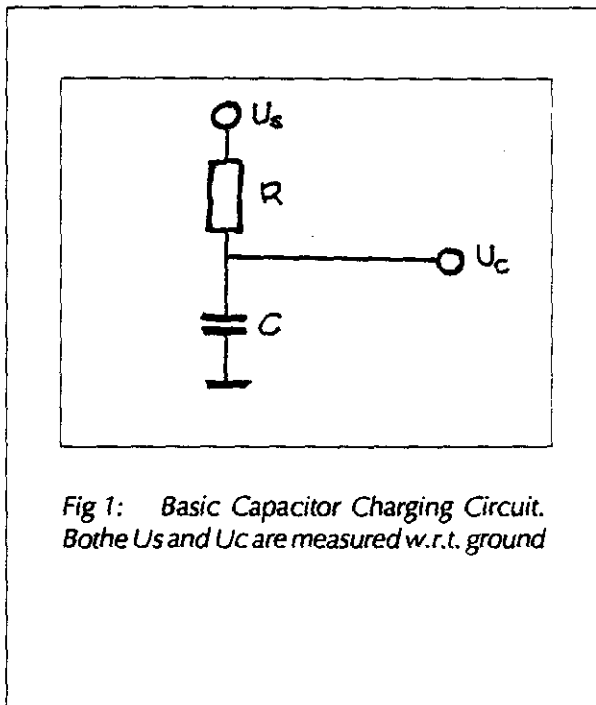 Us
R
Uc
C
Fig 1: Basic Capacitor Charging Circuit.
Bothe Us and Uc are measured w.r.t. ground